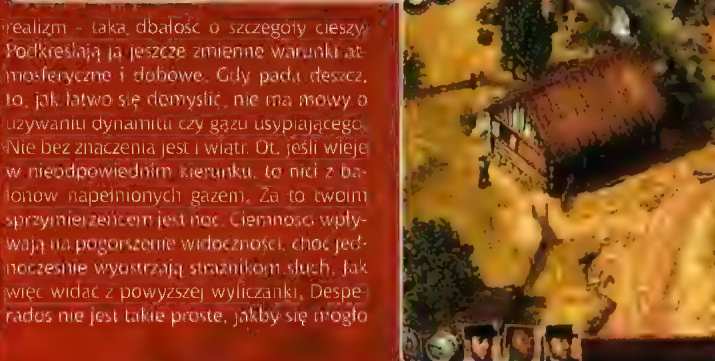 realizm - taka dbałość o szczegóły cieszy.
Podkreślają ją jeszcze zmienne warunki at-
mosferyczne i dobowe. Gdy pada deszcz,
to, jak łatwo się domyślić, nie ma mowy o
używaniu dynamitu czy gazu usypiającego.
Nie bez znaczenia jest i wiatr. Ot, jeśli wieje
w nieodpowiednim kierunku, to nici z ba-
lonów napełnionych gazem. Za to twoim
sprzymierzeńcem jest noc. Ciemności wpły-
wają na pogorszenie widoczności, choć jed-
nocześnie wyostrzają strażnikom słuch. Jak
więc widać z powyższej wyliczanki, Despe-
rados nie jest takie proste, jakby się mogło